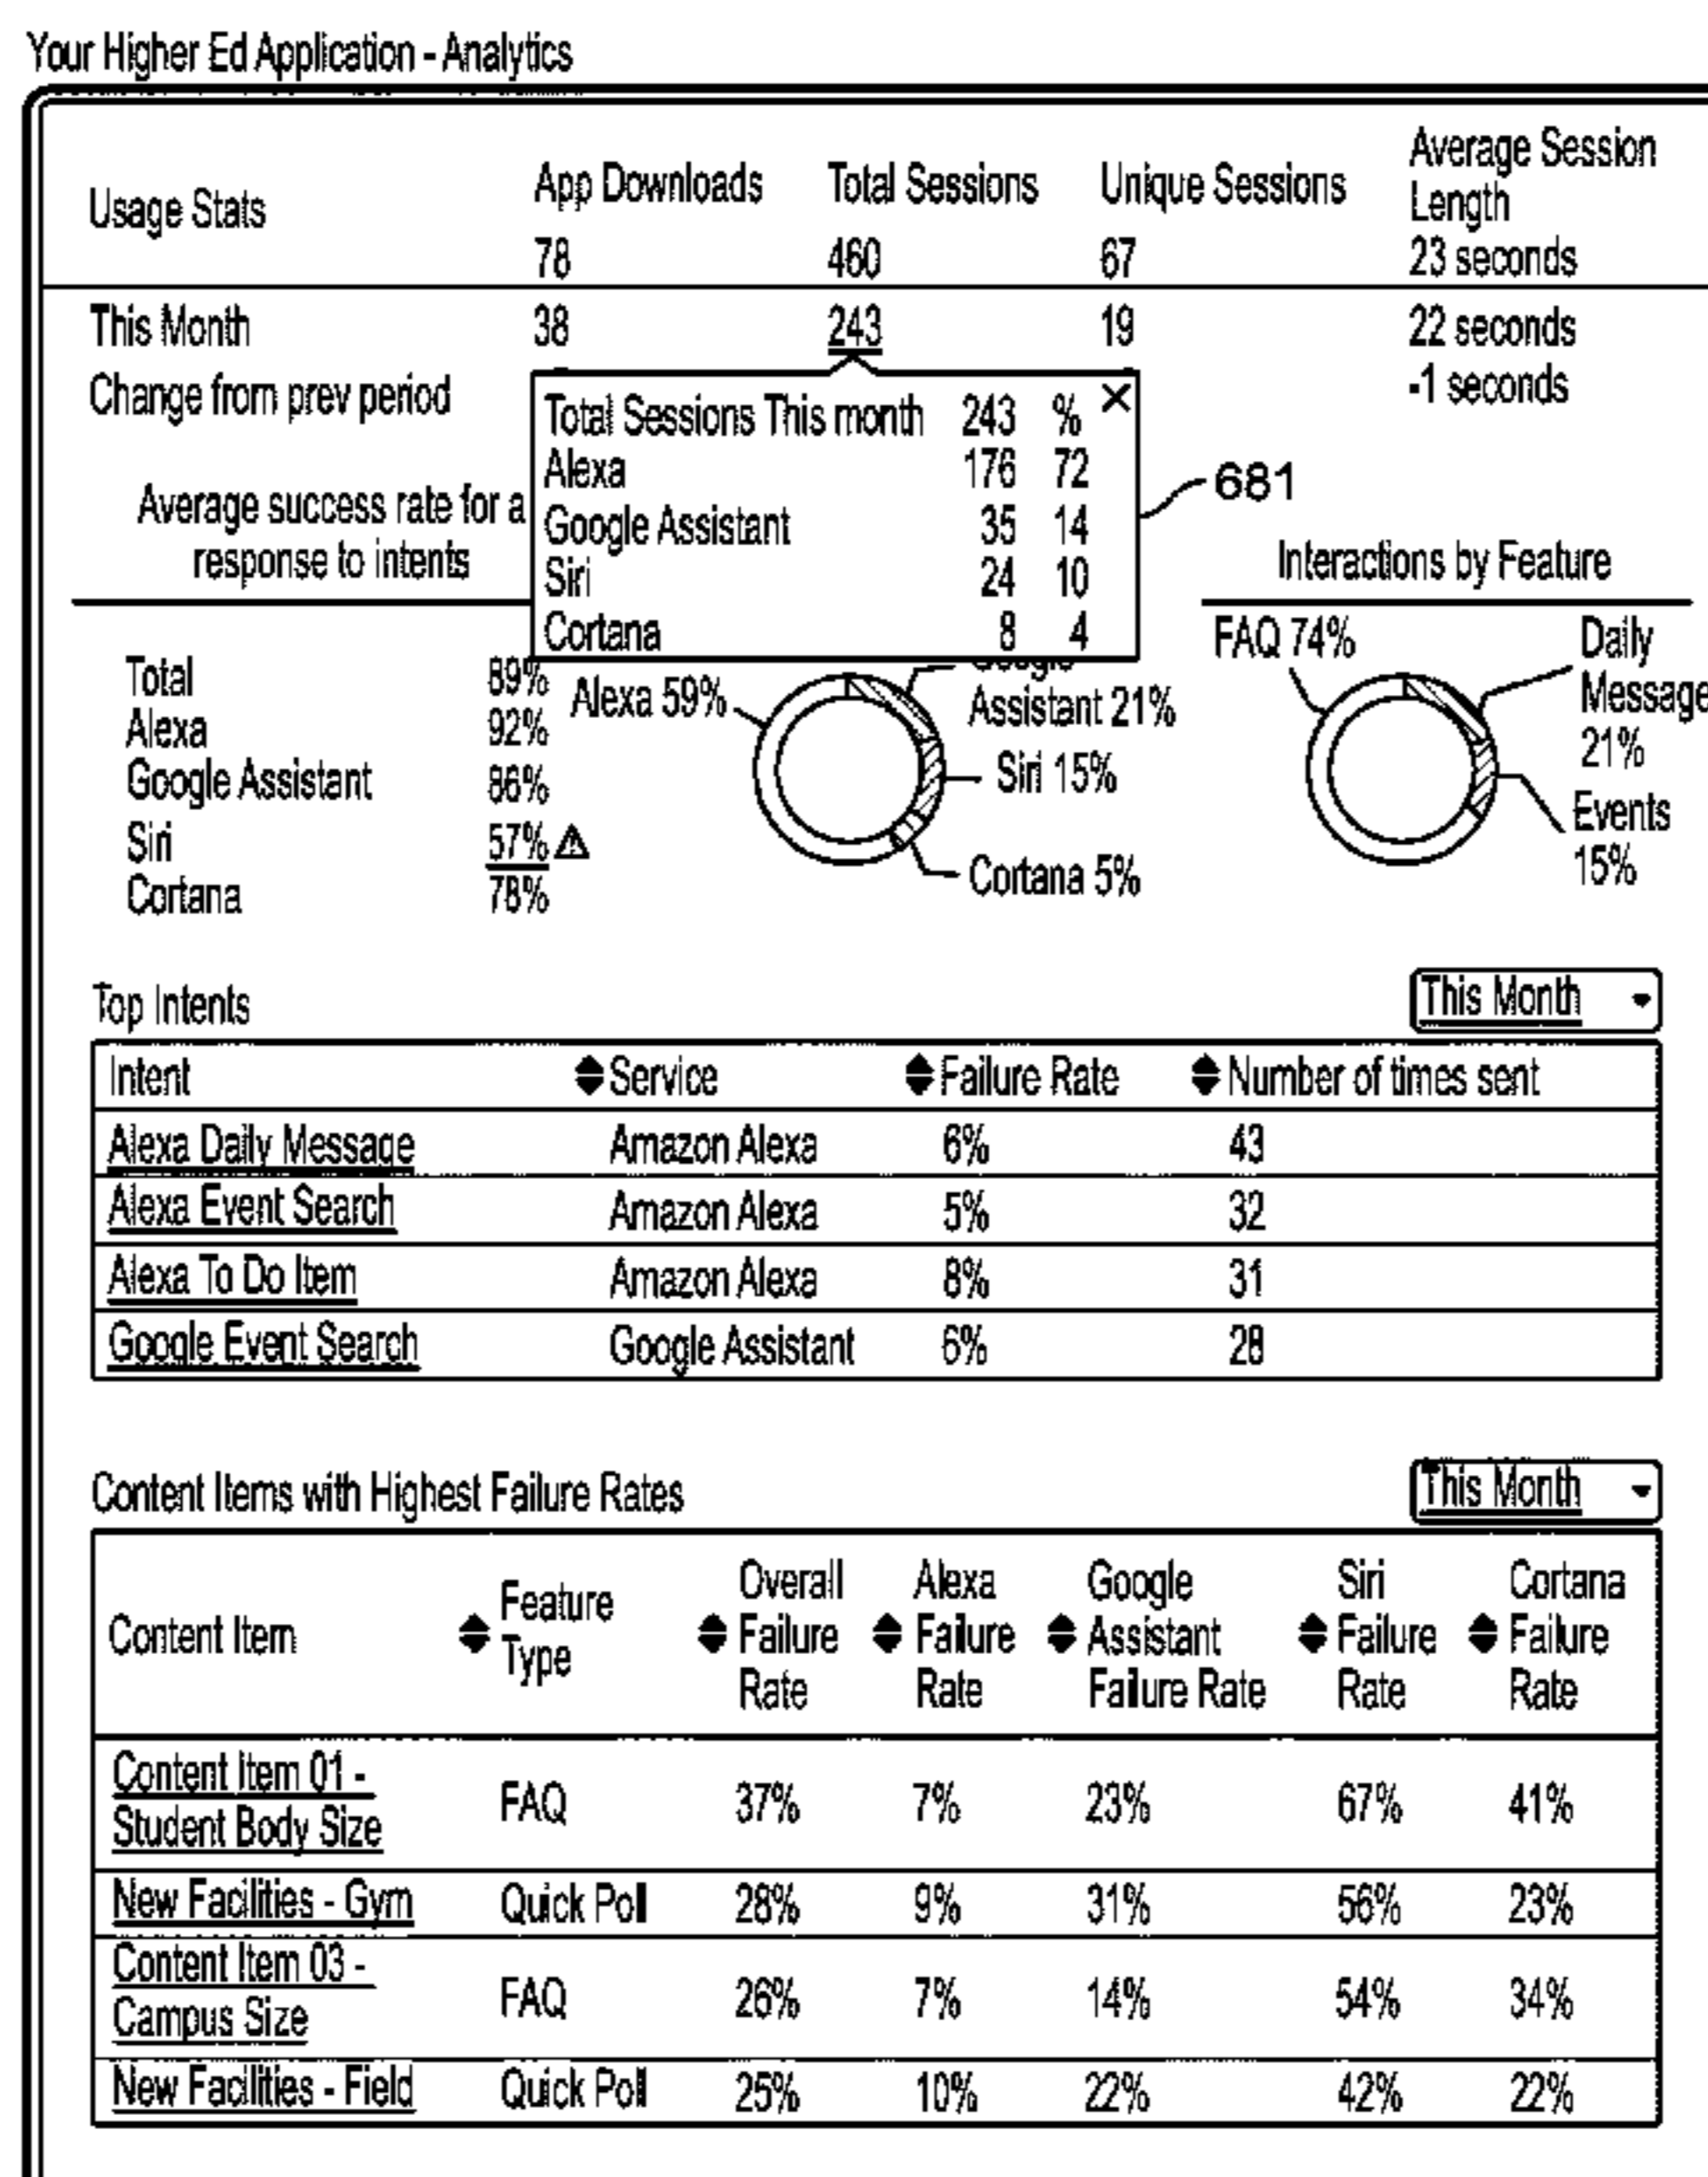 Your Higher Ed Application - Analytics
Usage Stats
App Downloads
78
Total Sessions
460
Unique Sessions
67
Average Session
Length
23 seconds
This Month
38
243
19
22 seconds
Change from prev period
-1 seconds
Total Sessions This month 243 % ×
Alexa 176 72
Google Assistant 35 14
Siri 24 10
Cortana 8 4
681
Average success rate for a
response to intents
Total 89%
Alexa 92%
Google Assistant 86%
Siri 57%
Cortana 78%
Alexa 59%
Google
Assistant 21%
Siri 15%
Cortana 5%
Interactions by Feature
FAQ 74%
Daily
Message
21%
Events
15%
Top Intents
This Month
Intent Service Failure Rate Number of times sent
Alexa Daily Message Amazon Alexa 6% 43
Alexa Event Search Amazon Alexa 5% 32
Alexa To Do Item Amazon Alexa 8% 31
Google Event Search Google Assistant 6% 28
Content Items with Highest Failure Rates
This Month
Content Item
Feature
Type
Overall
Failure
Rate
Alexa
Failure
Rate
Google
Assistant
Failure Rate
Siri
Failure
Rate
Cortana
Failure
Rate
Content Item 01 -
Student Body Size
FAQ 37% 7% 23% 67% 41%
New Facilities - Gym Quick Poll 28% 9% 31% 56% 23%
Content Item 03 -
Campus Size
FAQ 26% 7% 14% 54% 34%
New Facilities - Field Quick Poll 25% 10% 22% 42% 22%